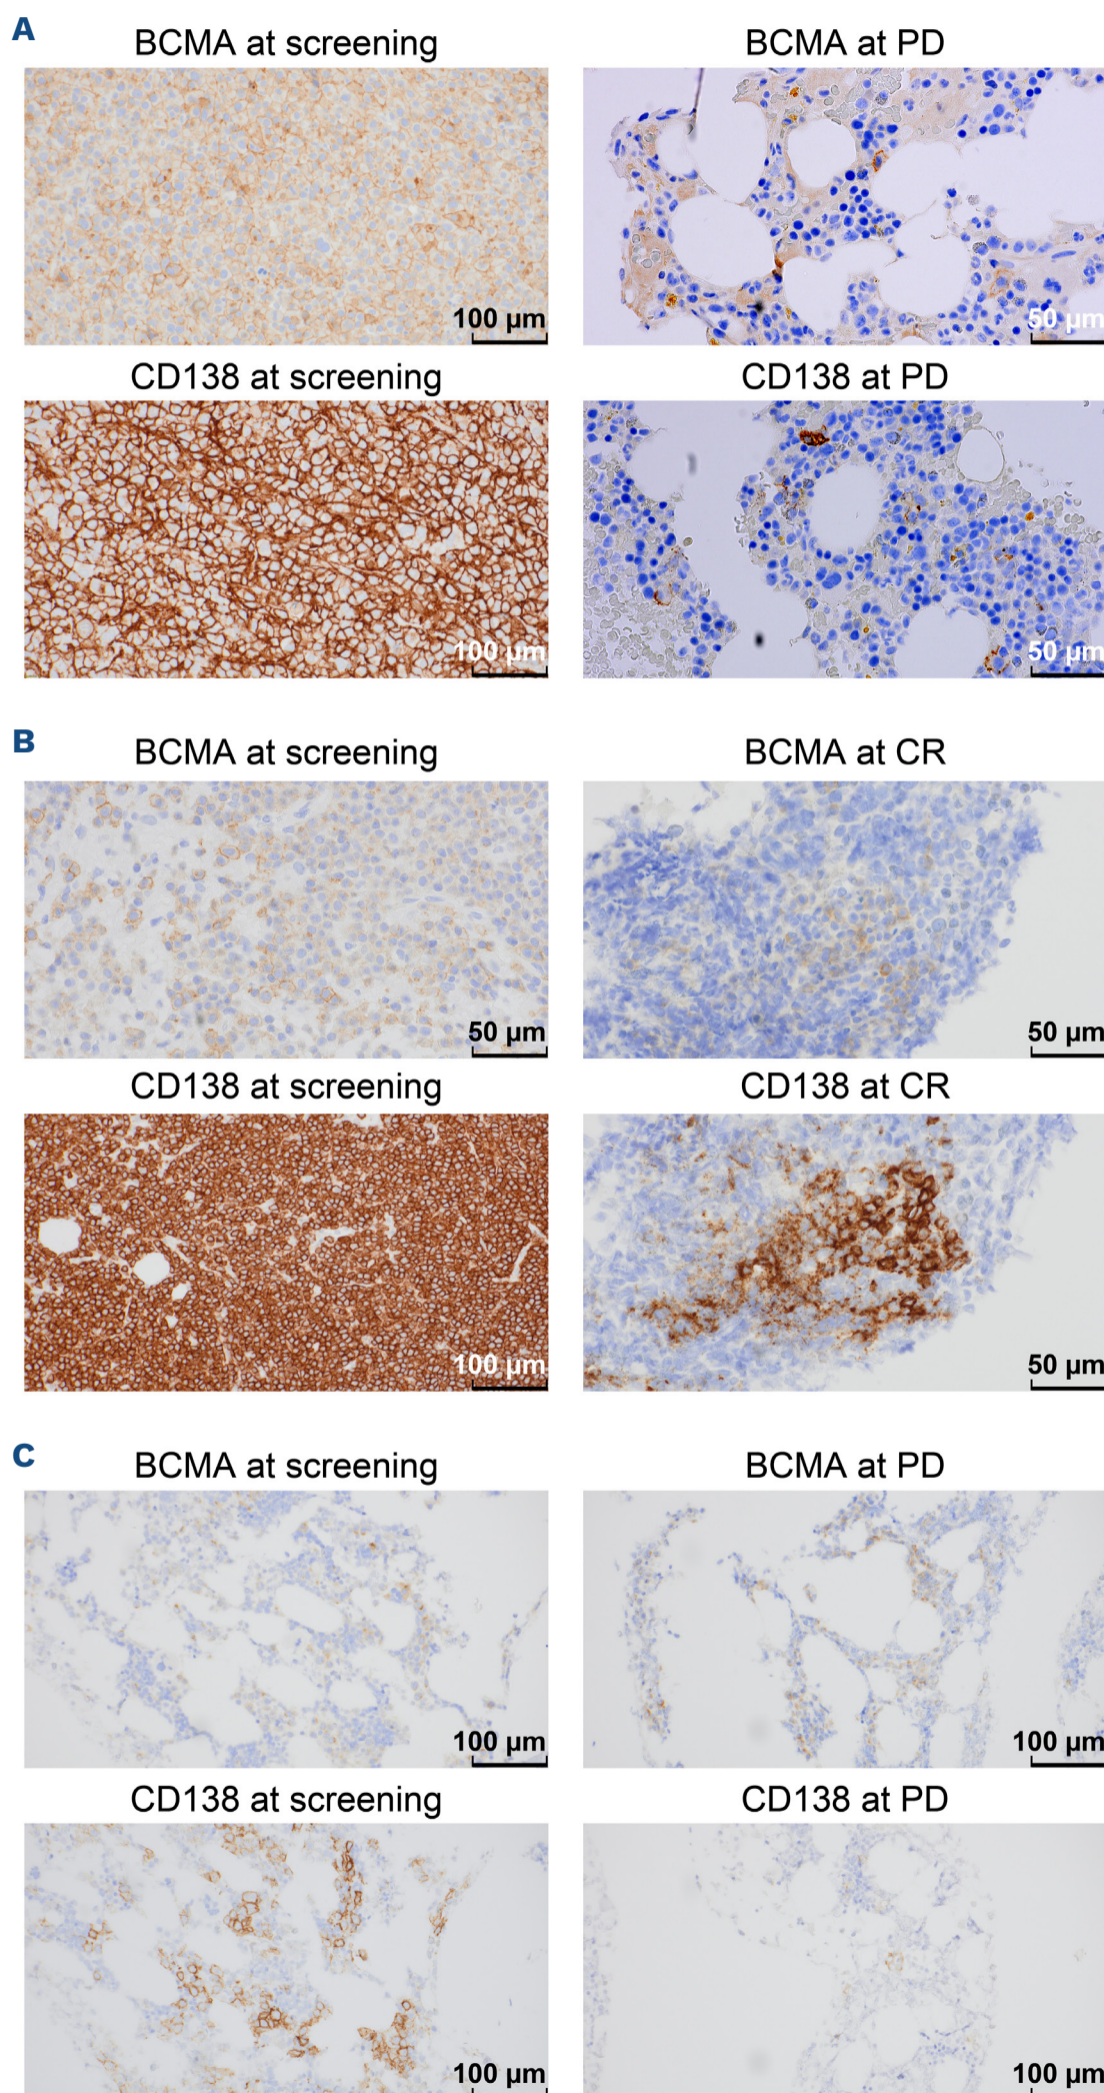 A
BCMA at screening
BCMA at PD
100 µm
50 µm
CD138 at screening
CD138 at PD
100 µm
50 µm
B
BCMA at screening
BCMA at CR
50 µm
50 µm
CD138 at screening
CD138 at CR
100 µm
50 µm
C
BCMA at screening
BCMA at PD
100 µm
100 µm
CD138 at screening
CD138 at PD
100 µm
100 µm